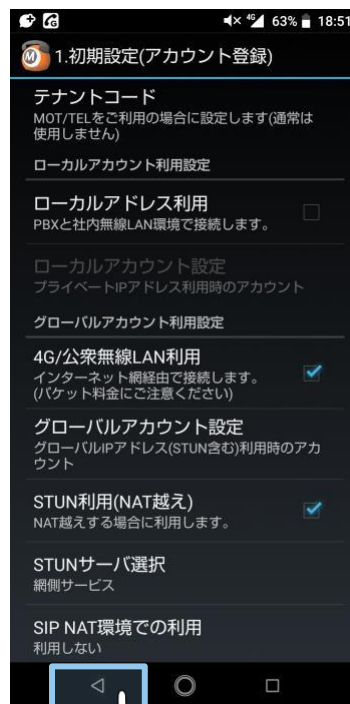 4G 63% 18:51
M 1.初期設定(アカウント登録)
テナントコード
MOT/TELをご利用の場合に設定します(通常は
使用しません)
ローカルアカウント利用設定
ローカルアドレス利用
PBXと社内無線LAN環境で接続します。
ローカルアカウント設定
プライベートIPアドレス利用時のアカウント
グローバルアカウント利用設定
4G/公衆無線LAN利用
インターネット網経由で接続します。
(パケット料金にご注意ください)
グローバルアカウント設定
グローバルIPアドレス(STUN含む)利用時のアカ
ウント
STUN利用(NAT越え)
NAT越えする場合に利用します。
STUNサーバ選択
網側サービス
SIP NAT環境での利用
利用しない